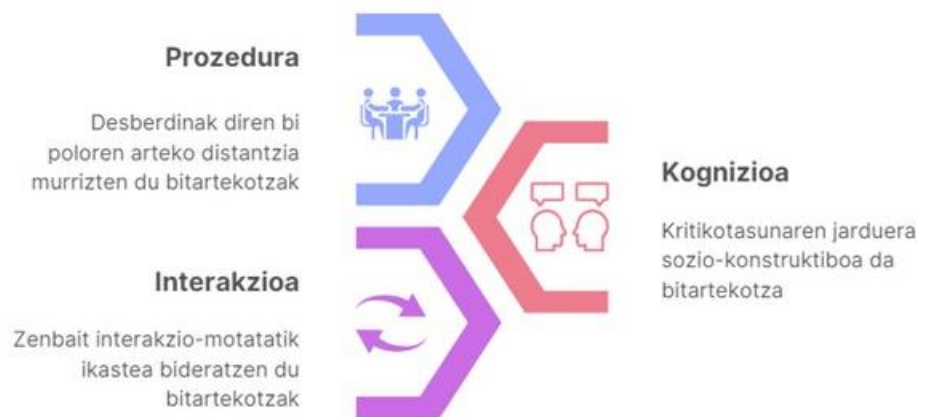 Prozedura
Desberdinak diren bi
poloren arteko distantzia
murrizten du bitartekotzak
Kognizioa
Kritikotasunaren jarduera
sozio-konstruktiboa da
bitartekotza
Interakzioa
Zenbait interakzio-motatatik
ikastea bideratzen du
bitartekotzak